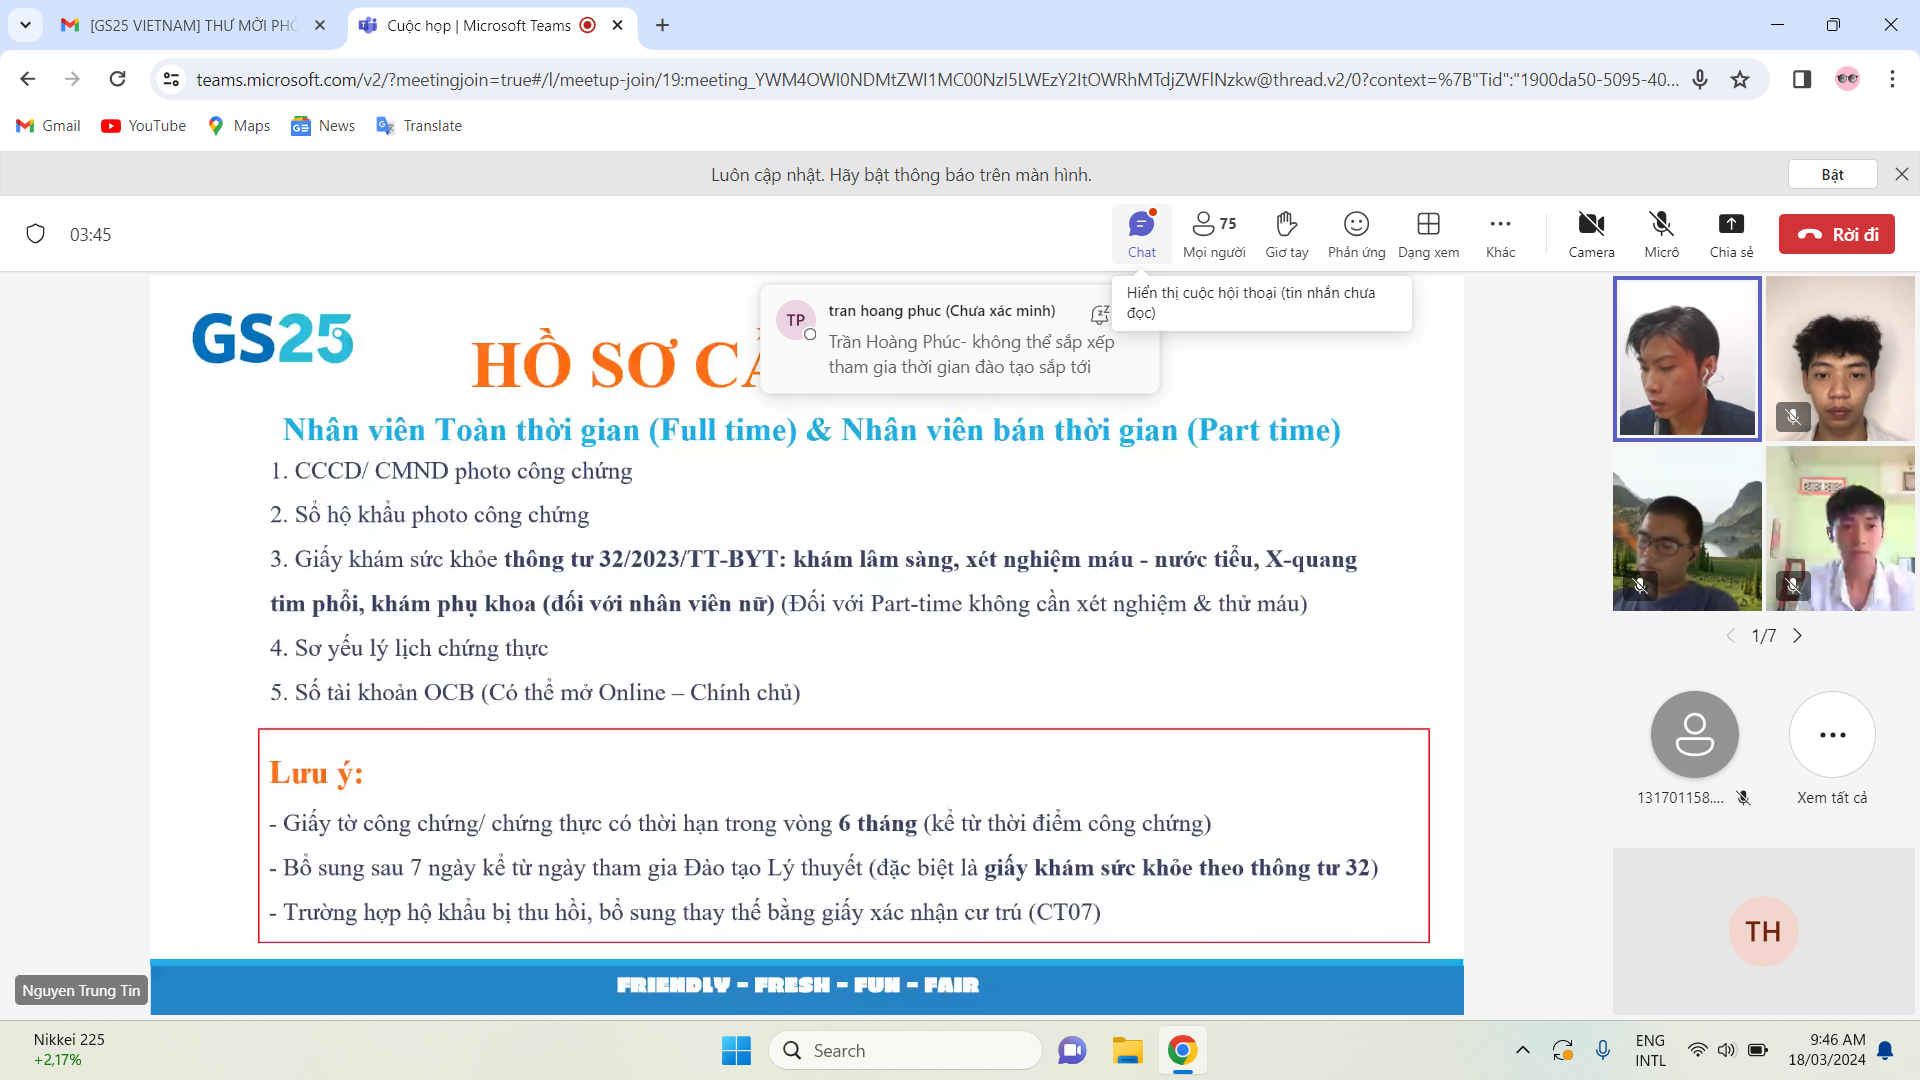 [GS25 VIETNAM] THƯ MỜI PHỎ
Cuộc họp | Microsoft Teams
teams.microsoft.com/v2/?meetingjoin=true#/l/meetup-join/19:meeting_YWM4OWI0NDMtZWI1MC00NzI5LWEzY2ItOWRhMTdjZWFlNzkw@thread.v2/0?context=%7B"Tid":"1900da50-5095-40...
Gmail YouTube Maps News Translate
Luôn cập nhật. Hãy bật thông báo trên màn hình.
Bật
03:45
75
Chat Mọi người Giơ tay Phản ứng Dạng xem Khác Camera Micrô Chia sẻ Rời đi
Hiển thị cuộc hội thoại (tin nhắn chưa
đọc)
TP
tran hoang phuc (Chưa xác minh)
Trần Hoàng Phúc- không thể sắp xếp
tham gia thời gian đào tạo sắp tới
GS25
HỒ SƠ
Nhân viên Toàn thời gian (Full time) & Nhân viên bán thời gian (Part time)
1. CCCD/ CMND photo công chứng
2. Sổ hộ khẩu photo công chứng
3. Giấy khám sức khỏe thông tư 32/2023/TT-BYT: khám lâm sàng, xét nghiệm máu - nước tiểu, X-quang
tim phổi, khám phụ khoa (đối với nhân viên nữ) (Đối với Part-time không cần xét nghiệm & thử máu)
4. Sơ yếu lý lịch chứng thực
5. Số tài khoản OCB (Có thể mở Online – Chính chủ)
Lưu ý:
- Giấy tờ công chứng/ chứng thực có thời hạn trong vòng 6 tháng (kể từ thời điểm công chứng)
- Bổ sung sau 7 ngày kể từ ngày tham gia Đào tạo Lý thuyết (đặc biệt là giấy khám sức khỏe theo thông tư 32)
- Trường hợp hộ khẩu bị thu hồi, bổ sung thay thế bằng giấy xác nhận cư trú (CT07)
FRIENDLY - FRESH - FUN - FAIR
Nguyen Trung Tin
1/7
131701158....
Xem tất cả
TH
Nikkei 225
+2,17%
Search
ENG
INTL
9:46 AM
18/03/2024